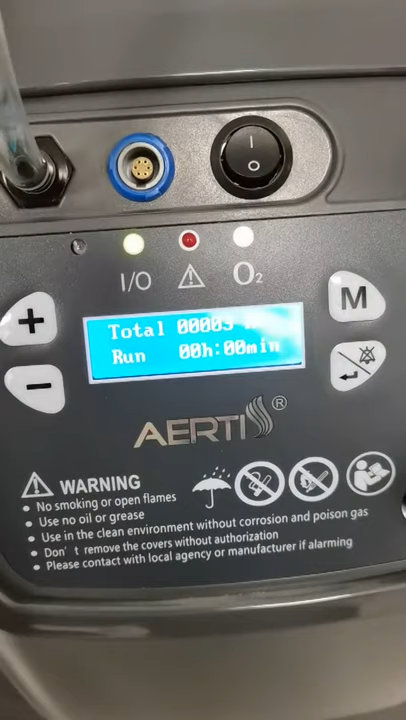 I
O
I/O
O₂
+
M
Total 00003
Run 00h:00min
−
AERTI ®
WARNING
• No smoking or open flames
• Use no oil or grease
• Use in the clean environment without corrosion and poison gas
• Don' t remove the covers without authorization
• Please contact with local agency or manufacturer if alarming